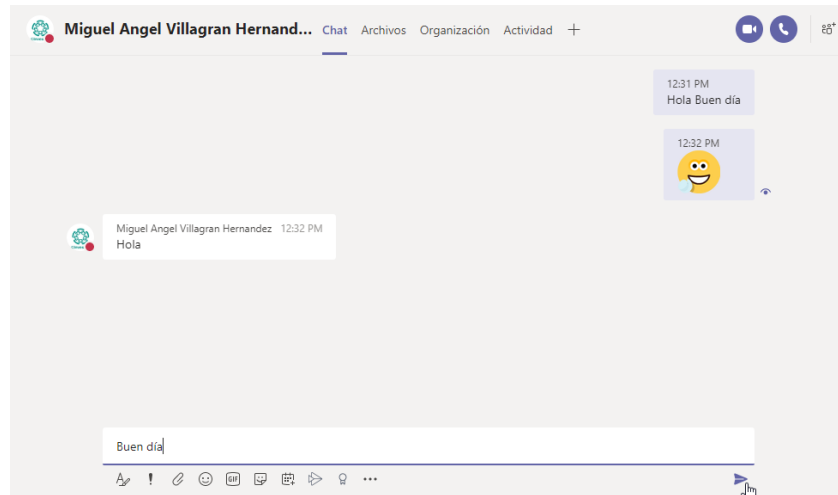 Miguel Angel Villagran Hernand... Chat Archivos Organización Actividad
12:31 PM
Hola Buen día
12:32 PM
Miguel Angel Villagran Hernandez 12:32 PM
Hola
Buen día
GIF